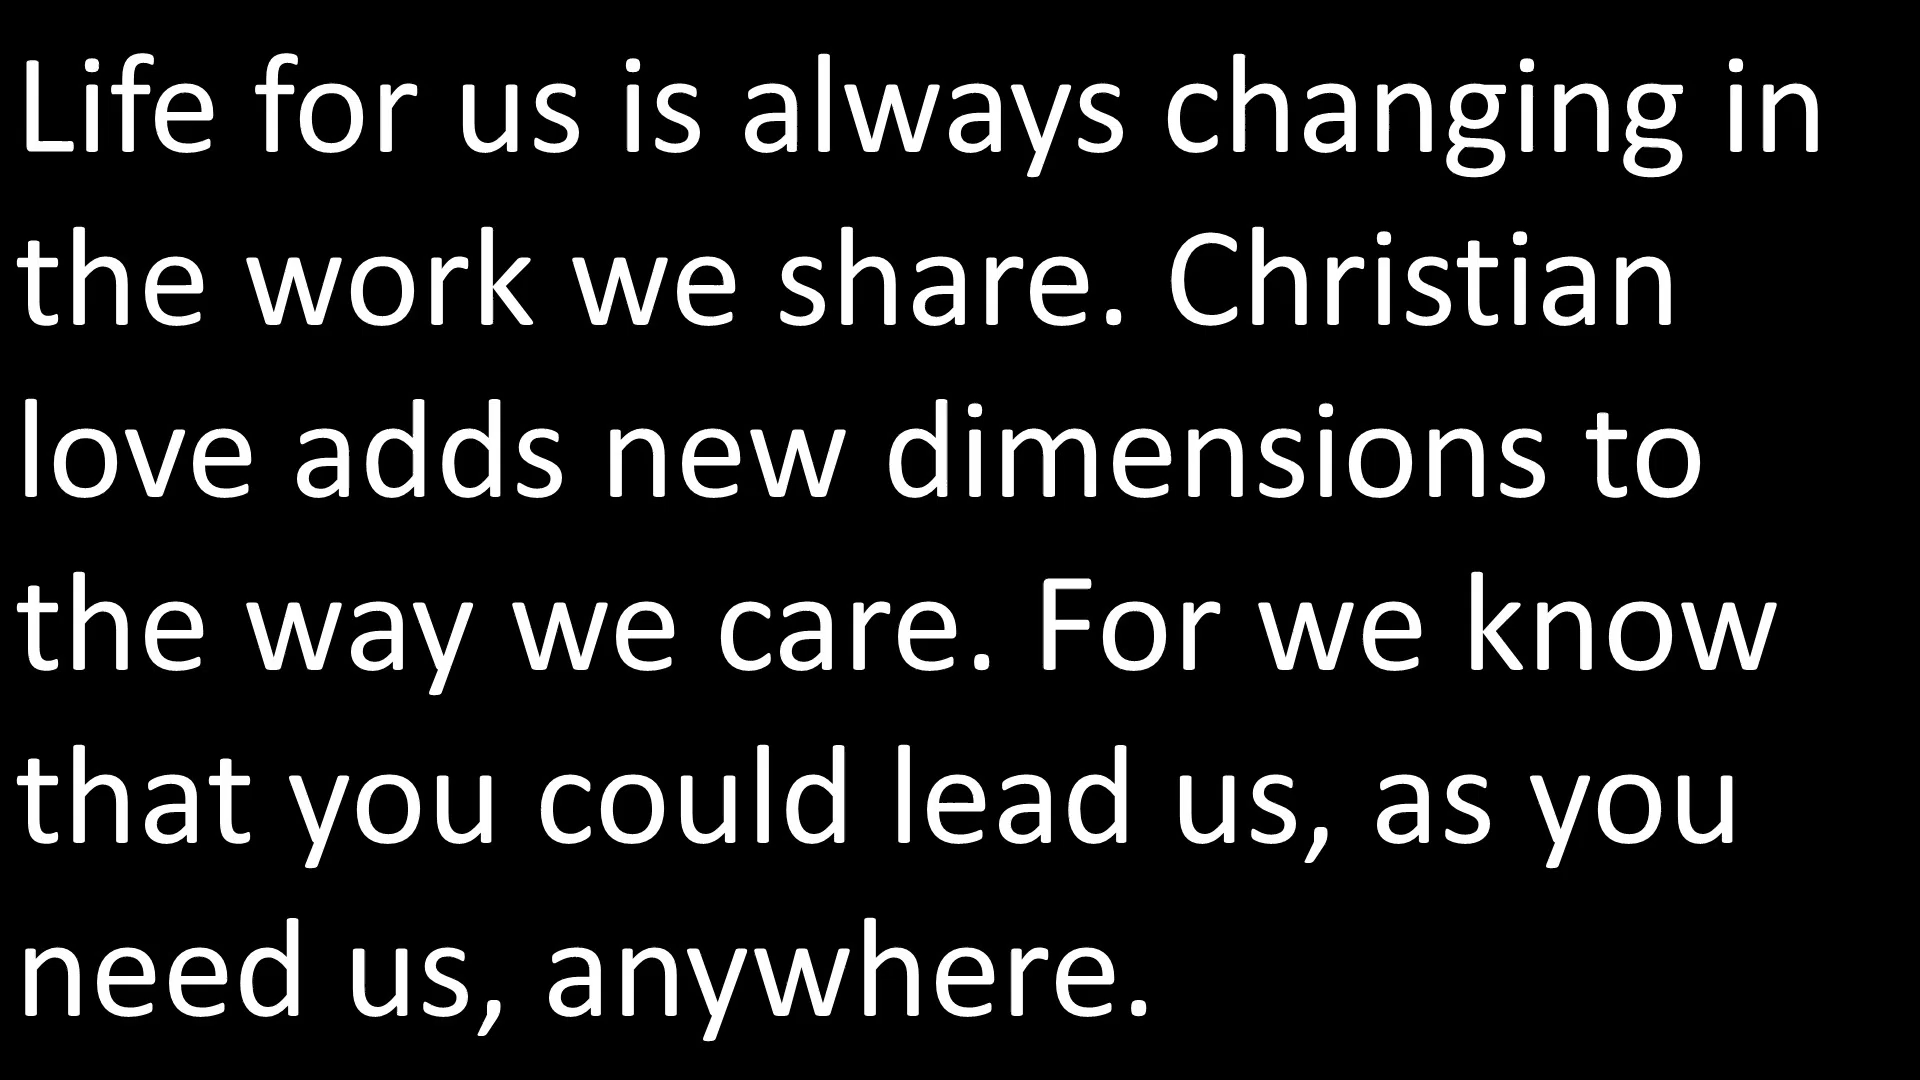 Life for us is always changing in
the work we share. Christian
love adds new dimensions to
the way we care. For we know
that you could lead us, as you
need us, anywhere.